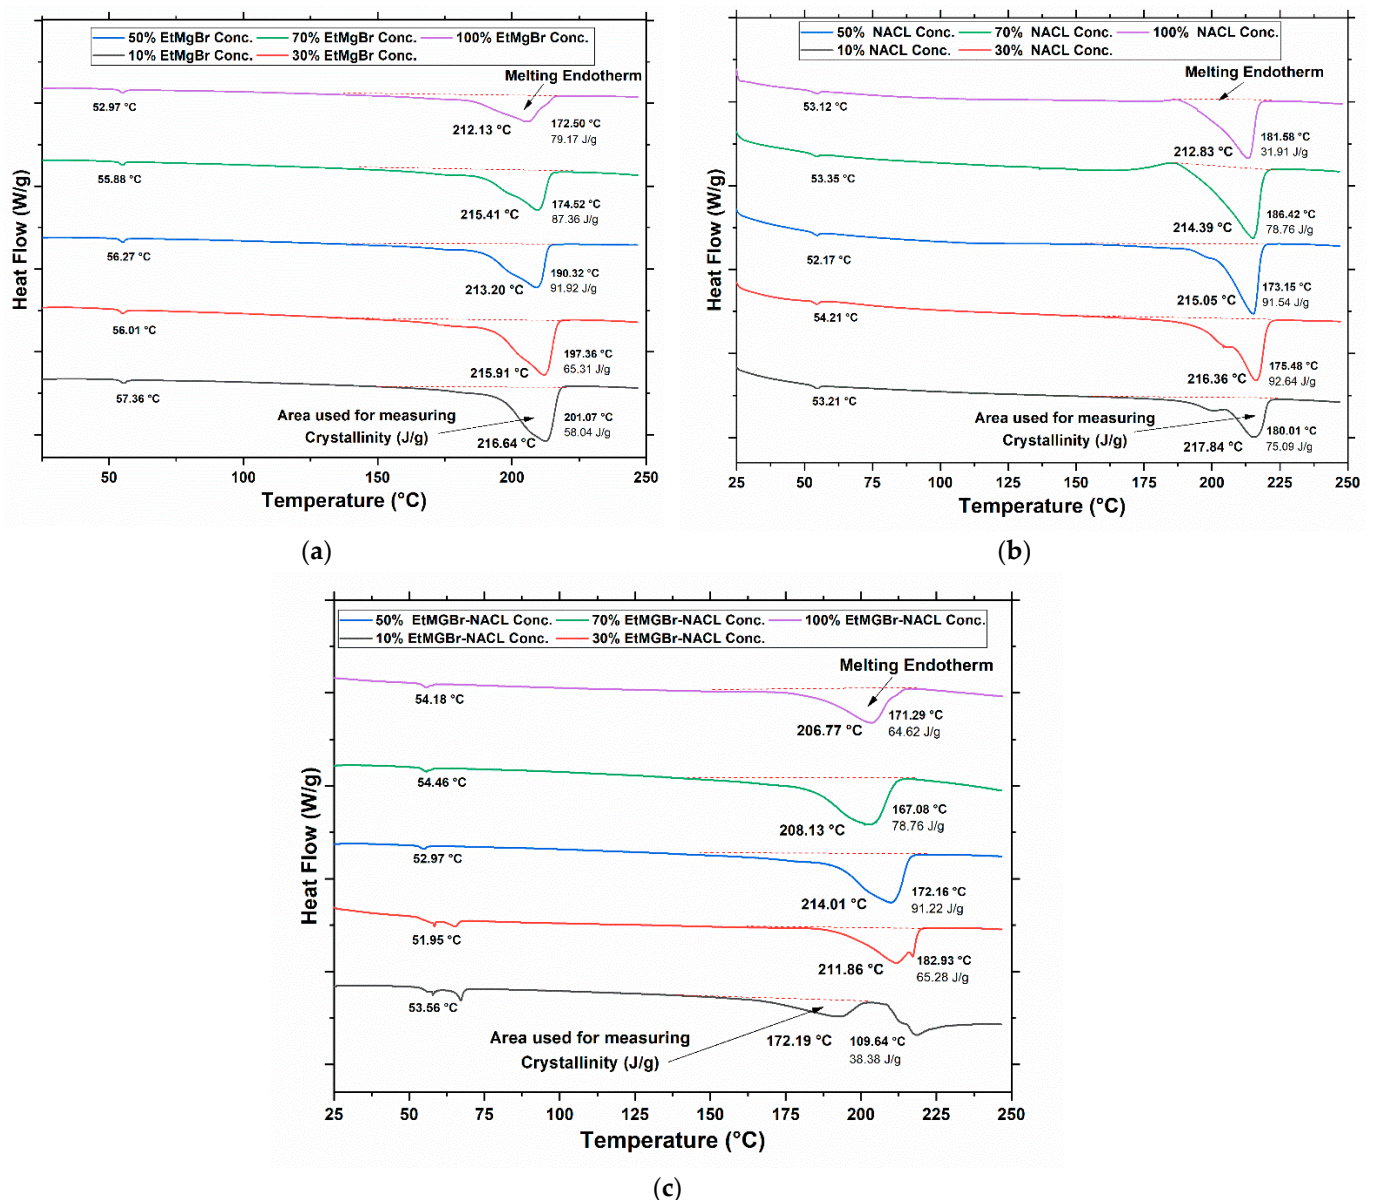 50% EtMgBr Conc. 70% EtMgBr Conc. 100% EtMgBr Conc.
10% EtMgBr Conc. 30% EtMgBr Conc.
Melting Endotherm
52.97 °C
212.13 °C
172.50 °C
79.17 J/g
55.88 °C
215.41 °C
174.52 °C
87.36 J/g
56.27 °C
213.20 °C
190.32 °C
91.92 J/g
56.01 °C
215.91 °C
197.36 °C
65.31 J/g
57.36 °C
Area used for measuring
Crystallinity (J/g)
216.64 °C
201.07 °C
58.04 J/g
Heat Flow (W/g)
50 100 150 200 250
Temperature (°C)
(a)
50% NACL Conc. 70% NACL Conc. 100% NACL Conc.
10% NACL Conc. 30% NACL Conc.
Melting Endotherm
53.12 °C
212.83 °C
181.58 °C
31.91 J/g
53.35 °C
214.39 °C
186.42 °C
78.76 J/g
52.17 °C
215.05 °C
173.15 °C
91.54 J/g
54.21 °C
216.36 °C
175.48 °C
92.64 J/g
53.21 °C
Area used for measuring
Crystallinity (J/g)
217.84 °C
180.01 °C
75.09 J/g
Heat Flow (W/g)
25 50 75 100 125 150 175 200 225 250
Temperature (°C)
(b)
50% EtMGBr-NACL Conc. 70% EtMGBr-NACL Conc. 100% EtMGBr-NACL Conc.
10% EtMGBr-NACL Conc. 30% EtMGBr-NACL Conc.
Melting Endotherm
54.18 °C
206.77 °C
171.29 °C
64.62 J/g
54.46 °C
208.13 °C
167.08 °C
78.76 J/g
52.97 °C
214.01 °C
172.16 °C
91.22 J/g
51.95 °C
211.86 °C
182.93 °C
65.28 J/g
53.56 °C
Area used for measuring
Crystallinity (J/g)
172.19 °C
109.64 °C
38.38 J/g
Heat Flow (W/g)
25 50 75 100 125 150 175 200 225 250
Temperature (°C)
(c)